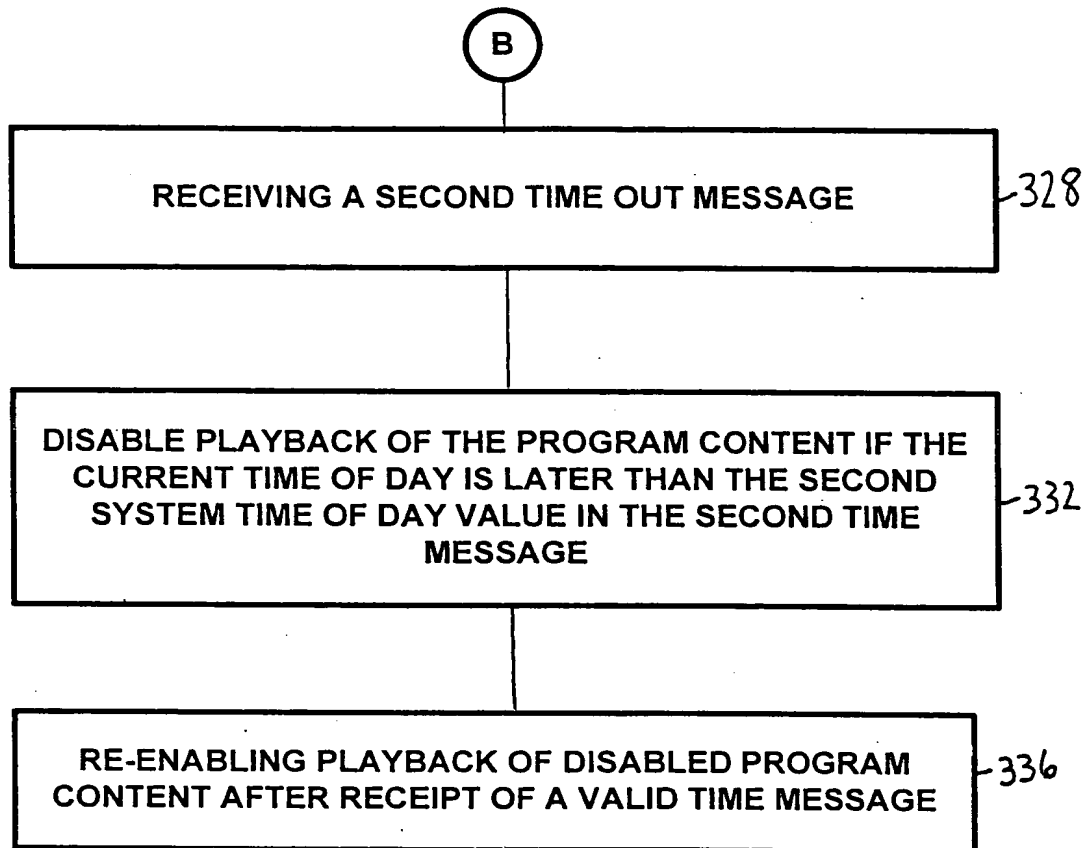 B
RECEIVING A SECOND TIME OUT MESSAGE
328
DISABLE PLAYBACK OF THE PROGRAM CONTENT IF THE
CURRENT TIME OF DAY IS LATER THAN THE SECOND
SYSTEM TIME OF DAY VALUE IN THE SECOND TIME
MESSAGE
332
RE-ENABLING PLAYBACK OF DISABLED PROGRAM
CONTENT AFTER RECEIPT OF A VALID TIME MESSAGE
336